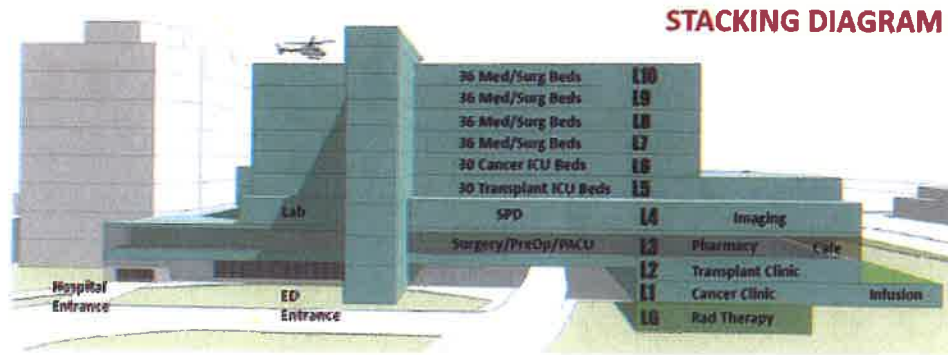 STACKING DIAGRAM
36 Med/Surg Beds L10
36 Med/Surg Beds L9
36 Med/Surg Beds L8
36 Med/Surg Beds L7
30 Cancer ICU Beds L6
30 Transplant ICU Beds L5
Lab SPD L4 Imaging
Surgery/PreOp/PACU L3 Pharmacy Cafe
L2 Transplant Clinic
Hospital
Entrance
ED
Entrance
L1 Cancer Clinic Infusion
LG Rad Therapy